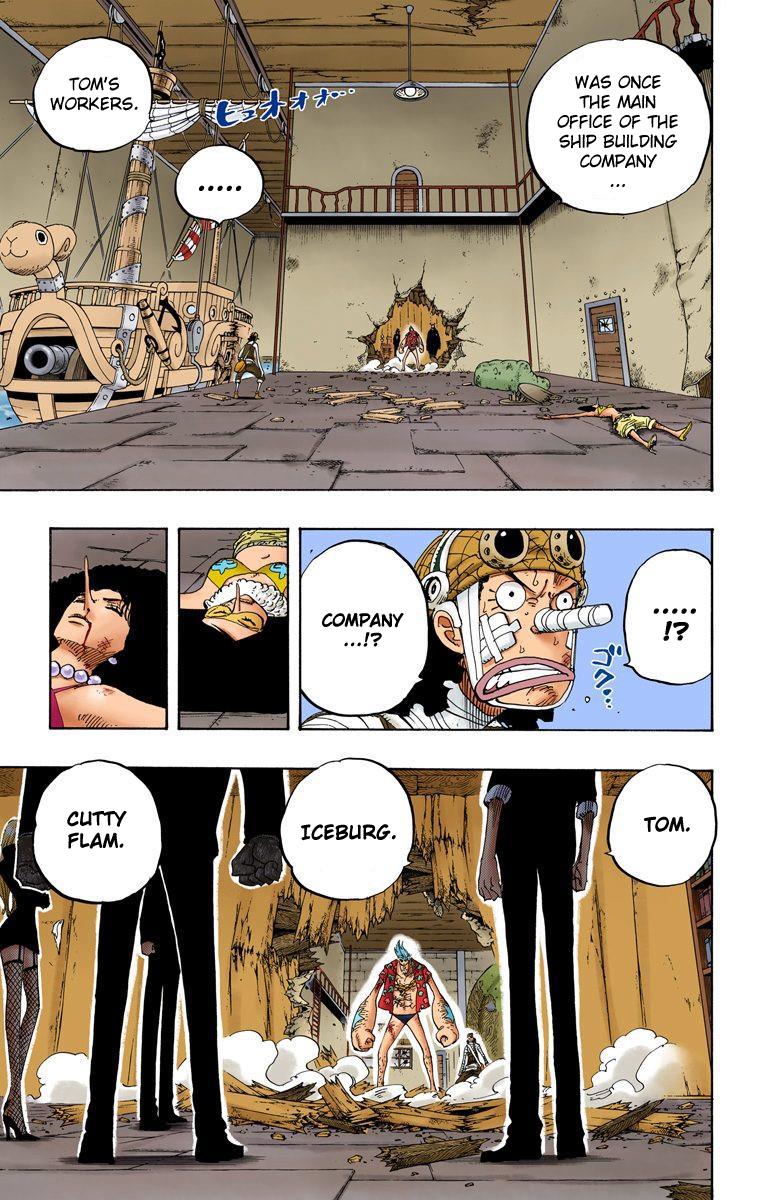 WAS ONCE
THE MAIN
OFFICE OF THE
SHIP BUILDING
COMPANY
...
TOM'S
WORKERS.
ヒュオオオ...
.....
.....
!?
COMPANY
...!?
ゴクッ...
TOM.
ICEBURG.
CUTTY
FLAM.